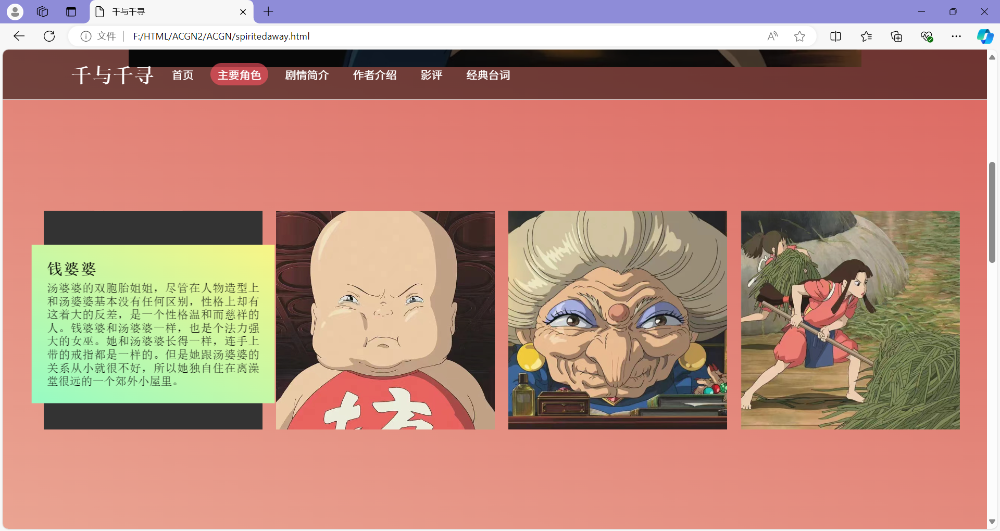 千与千寻
文件
F:/HTML/ACGN2/ACGN/spiritedaway.html
千与千寻 首页 主要角色 剧情简介 作者介绍 影评 经典台词
钱婆婆
汤婆婆的双胞胎姐姐，尽管在人物造型上
和汤婆婆基本没有任何区别，性格上却有
这着大的反差，是一个性格温和而慈祥的
人。钱婆婆和汤婆婆一样，也是个法力强
大的女巫。她和汤婆婆长得一样，连手上
带的戒指都是一样的。但是她跟汤婆婆的
关系从小就很不好，所以她独自住在离澡
堂很远的一个郊外小屋里。